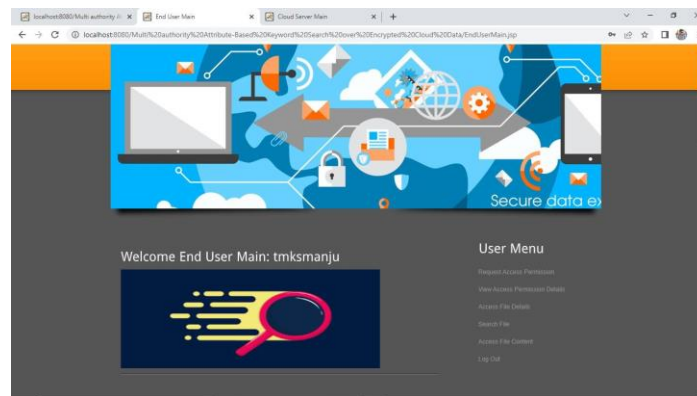 localhost:8080/Multi authority A
End User Main
Cloud Server Main
localhost:8080/Multi%20authority%20Attribute-Based%20Keyword%20Search%20over%20Encrypted%20Cloud%20Data/EndUserMain.jsp
Secure data ex
Welcome End User Main: tmksmanju
User Menu
Request Access Permission
View Access Permission Details
Access File Details
Search File
Access File Content
Log Out